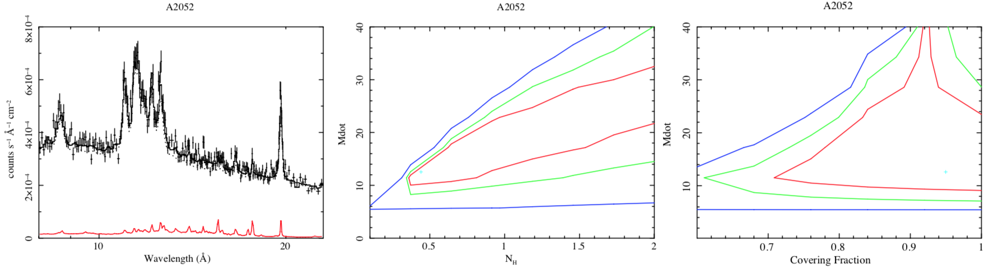 A2052
8×10⁻⁴
6×10⁻⁴
4×10⁻⁴
2×10⁻⁴
0
counts s⁻¹ Å⁻¹ cm⁻²
10
20
Wavelength (Å)
A2052
40
30
20
10
0
Mdot
0.5
1
1.5
2
N_H
A2052
40
30
20
10
Mdot
0.7
0.8
0.9
1
Covering Fraction